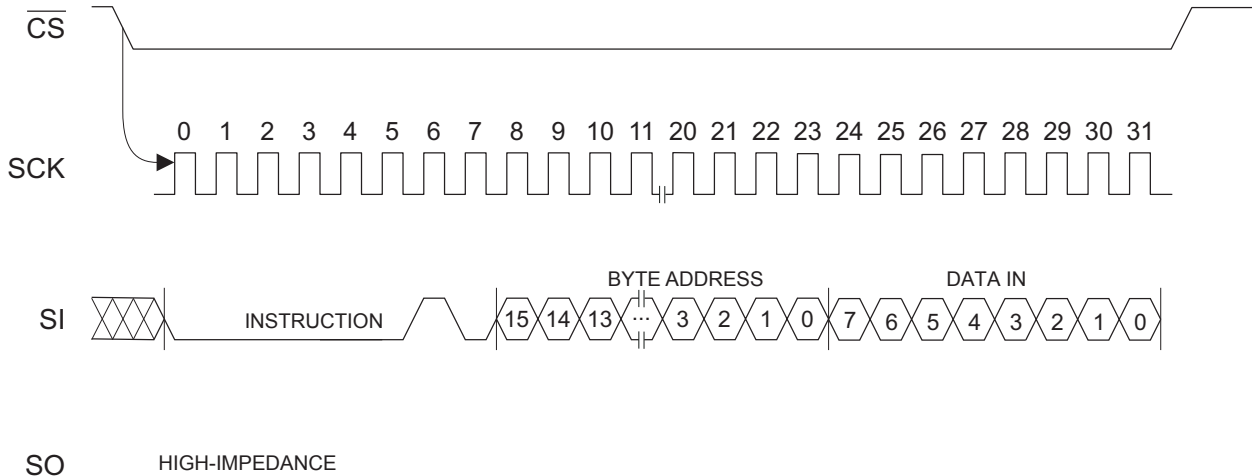 CS
0 1 2 3 4 5 6 7 8 9 10 11 20 21 22 23 24 25 26 27 28 29 30 31
SCK
BYTE ADDRESS DATA IN
SI INSTRUCTION 15 14 13 ... 3 2 1 0 7 6 5 4 3 2 1 0
SO HIGH-IMPEDANCE